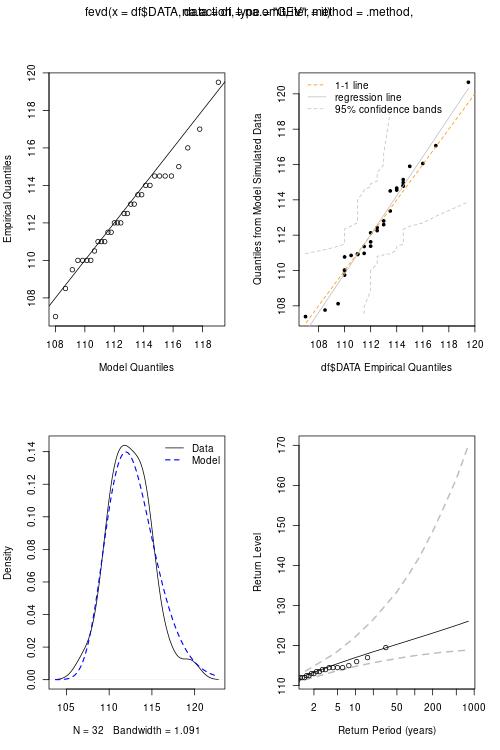 fevd(x = df$DATA, na.action = na.omit, method = .method,
108 110 112 114 116 118 120
Empirical Quantiles
108 110 112 114 116 118
Model Quantiles
1-1 line
regression line
95% confidence bands
108 110 112 114 116 118 120
Quantiles from Model Simulated Data
108 110 112 114 116 118 120
df$DATA Empirical Quantiles
Data
Model
0.00 0.02 0.04 0.06 0.08 0.10 0.12 0.14
Density
105 110 115 120
N = 32 Bandwidth = 1.091
110 120 130 140 150 160 170
Return Level
2 5 10 50 200 1000
Return Period (years)